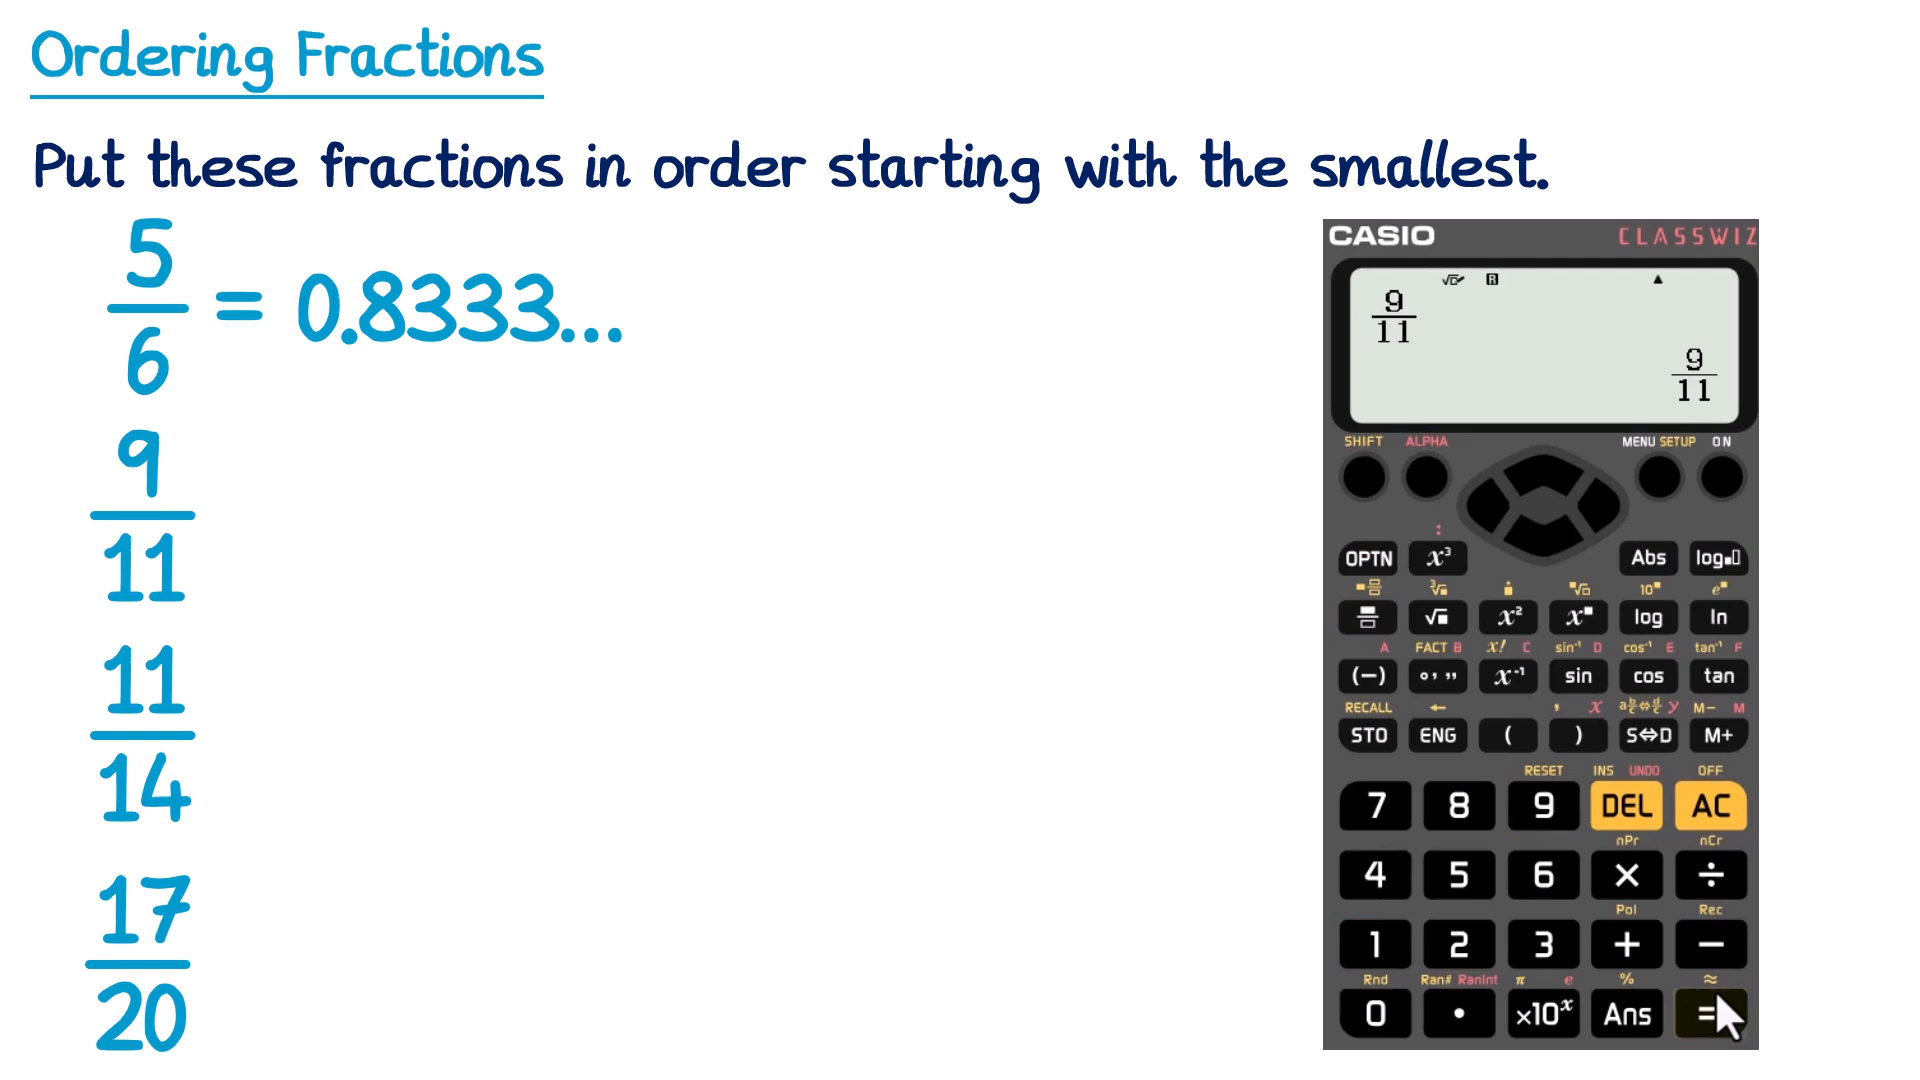 Ordering Fractions
Put these fractions in order starting with the smallest.
5/6 = 0.8333...
9/11
11/14
17/20
CASIO CLASSWIZ
√□ R ▲
9/11
9/11
SHIFT ALPHA MENU SETUP ON
:
OPTN x³ Abs log■□
■⊟ ³√■ ■̇ ■√□ 10■ e■
⊟ √■ x² x■ log ln
A FACT B x! C sin⁻¹ D cos⁻¹ E tan⁻¹ F
(−) °’” x⁻¹ sin cos tan
RECALL ← , x a b/c⇔d/c y M− M
STO ENG ( ) S⇔D M+
RESET INS UNDO OFF
7 8 9 DEL AC
nPr nCr
4 5 6 × ÷
Pol Rec
1 2 3 + −
Rnd Ran# RanInt π e % ≈
0 • ×10ˣ Ans =